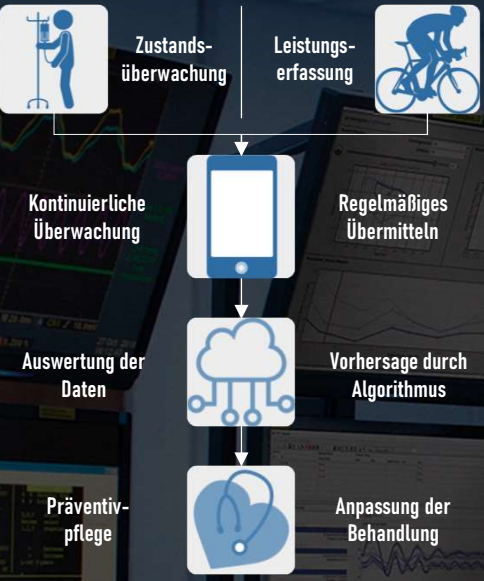 Zustands-
überwachung
Leistungs-
erfassung
Kontinuierliche
Überwachung
Regelmäßiges
Übermitteln
Auswertung der
Daten
Vorhersage durch
Algorithmus
Präventiv-
pflege
Anpassung der
Behandlung